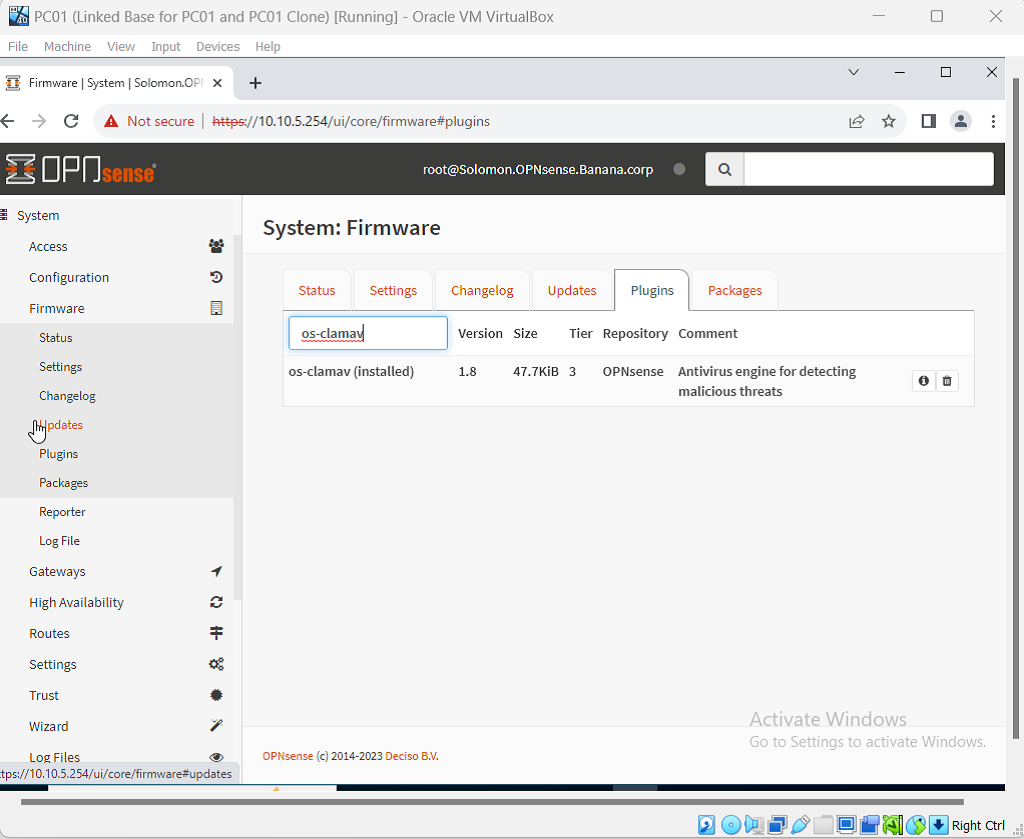 PC01 (Linked Base for PC01 and PC01 Clone) [Running] - Oracle VM VirtualBox
File Machine View Input Devices Help
Firmware | System | Solomon.OPN
Not secure https://10.10.5.254/ui/core/firmware#plugins
OPNsense root@Solomon.OPNsense.Banana.corp
System
Access
Configuration
Firmware
Status
Settings
Changelog
Updates
Plugins
Packages
Reporter
Log File
Gateways
High Availability
Routes
Settings
Trust
Wizard
Log Files
System: Firmware
Status Settings Changelog Updates Plugins Packages
os-clamav Version Size Tier Repository Comment
os-clamav (installed) 1.8 47.7KiB 3 OPNsense Antivirus engine for detecting
malicious threats
Activate Windows
Go to Settings to activate Windows.
OPNsense (c) 2014-2023 Deciso B.V.
tps://10.10.5.254/ui/core/firmware#updates
Right Ctrl